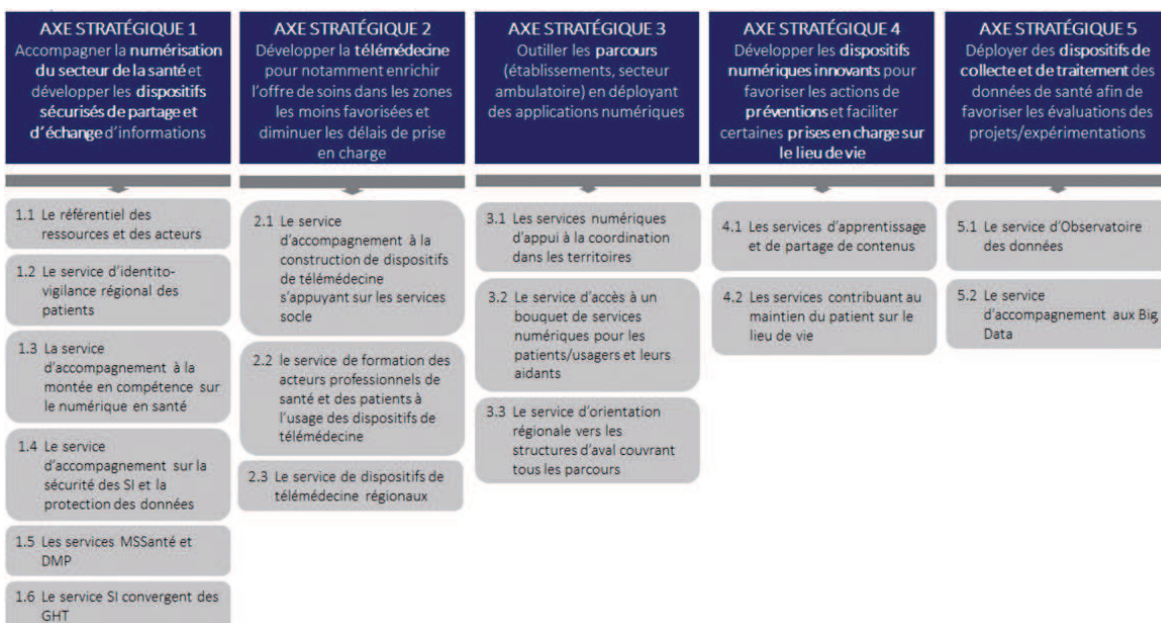 AXE STRATÉGIQUE 1
Accompagner la numérisation
du secteur de la santé et
développer les dispositifs
sécurisés de partage et
d'échange d'informations
1.1 Le référentiel des
ressources et des acteurs
1.2 Le service d'identito-
vigilance régional des
patients
1.3 La service
d'accompagnement à la
montée en compétence sur
le numérique en santé
1.4 Le service
d'accompagnement sur la
sécurité des SI et la
protection des données
1.5 Les services MSSanté et
DMP
1.6 Le service SI convergent des
GHT
AXE STRATÉGIQUE 2
Développer la télémédecine
pour notamment enrichir
l'offre de soins dans les zones
les moins favorisées et
diminuer les délais de prise
en charge
2.1 Le service
d'accompagnement à la
construction de dispositifs
de télémédecine
s'appuyant sur les services
socle
2.2 le service de formation des
acteurs professionnels de
santé et des patients à
l'usage des dispositifs de
télémédecine
2.3 Le service de dispositifs de
télémédecine régionaux
AXE STRATÉGIQUE 3
Outiller les parcours
(établissements, secteur
ambulatoire) en déployant
des applications numériques
3.1 Les services numériques
d'appui à la coordination
dans les territoires
3.2 Le service d'accès à un
bouquet de services
numériques pour les
patients/usagers et leurs
aidants
3.3 Le service d'orientation
régionale vers les
structures d'aval couvrant
tous les parcours
AXE STRATÉGIQUE 4
Développer les dispositifs
numériques innovants pour
favoriser les actions de
préventions et faciliter
certaines prises en charge sur
le lieu de vie
4.1 Les services d'apprentissage
et de partage de contenus
4.2 Les services contribuant au
maintien du patient sur le
lieu de vie
AXE STRATÉGIQUE 5
Déployer des dispositifs de
collecte et de traitement des
données de santé afin de
favoriser les évaluations des
projets/expérimentations
5.1 Le service d'Observatoire
des données
5.2 Le service
d'accompagnement aux Big
Data